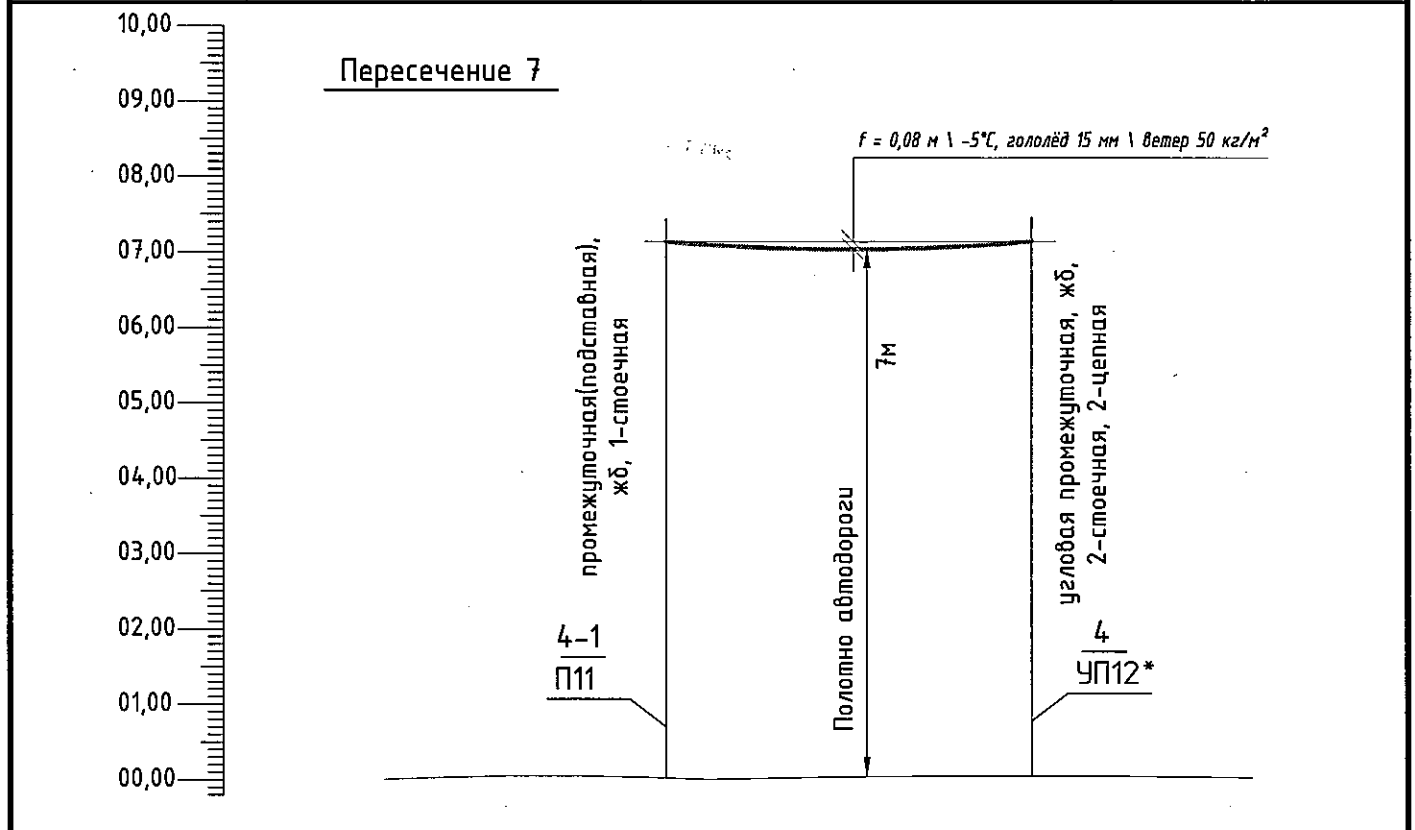 10,00
09,00
08,00
07,00
06,00
05,00
04,00
03,00
02,00
01,00
00,00
Пересечение 7
f = 0,08 м \ -5°С, гололёд 15 мм \ ветер 50 кг/м²
промежуточная(подставная),
жб, 1-стоечная
7м
Полотно автодороги
угловая промежуточная, жб,
2-стоечная, 2-цепная
4-1
П11
4
УП12*